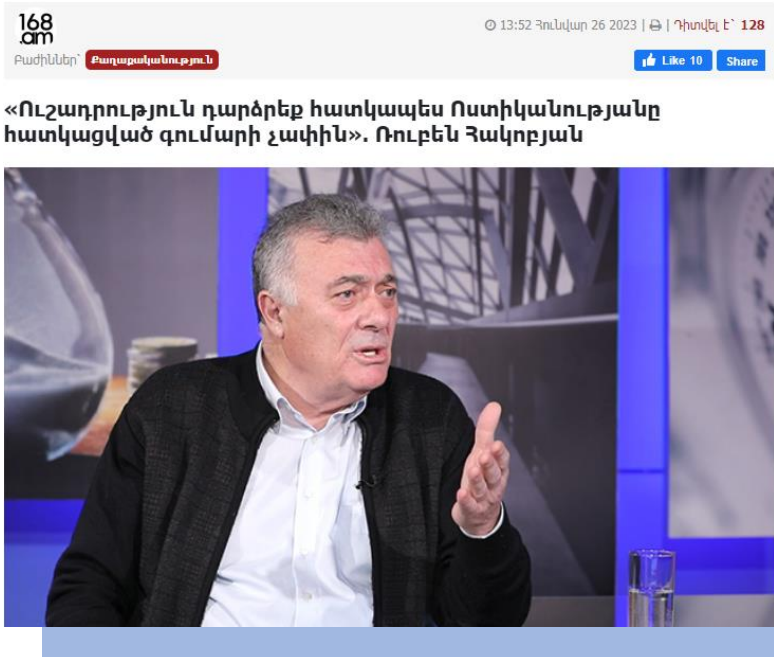 168
.am
13:52 Հունվար 26 2023 | | Դիտվել է՝ 128
Բաժիններ՝ Քաղաքականություն
Like 10 Share
«Ուշադրություն դարձրեք հատկապես Ոստիկանությանը
հատկացված գումարի չափին». Ռուբեն Հակոբյան